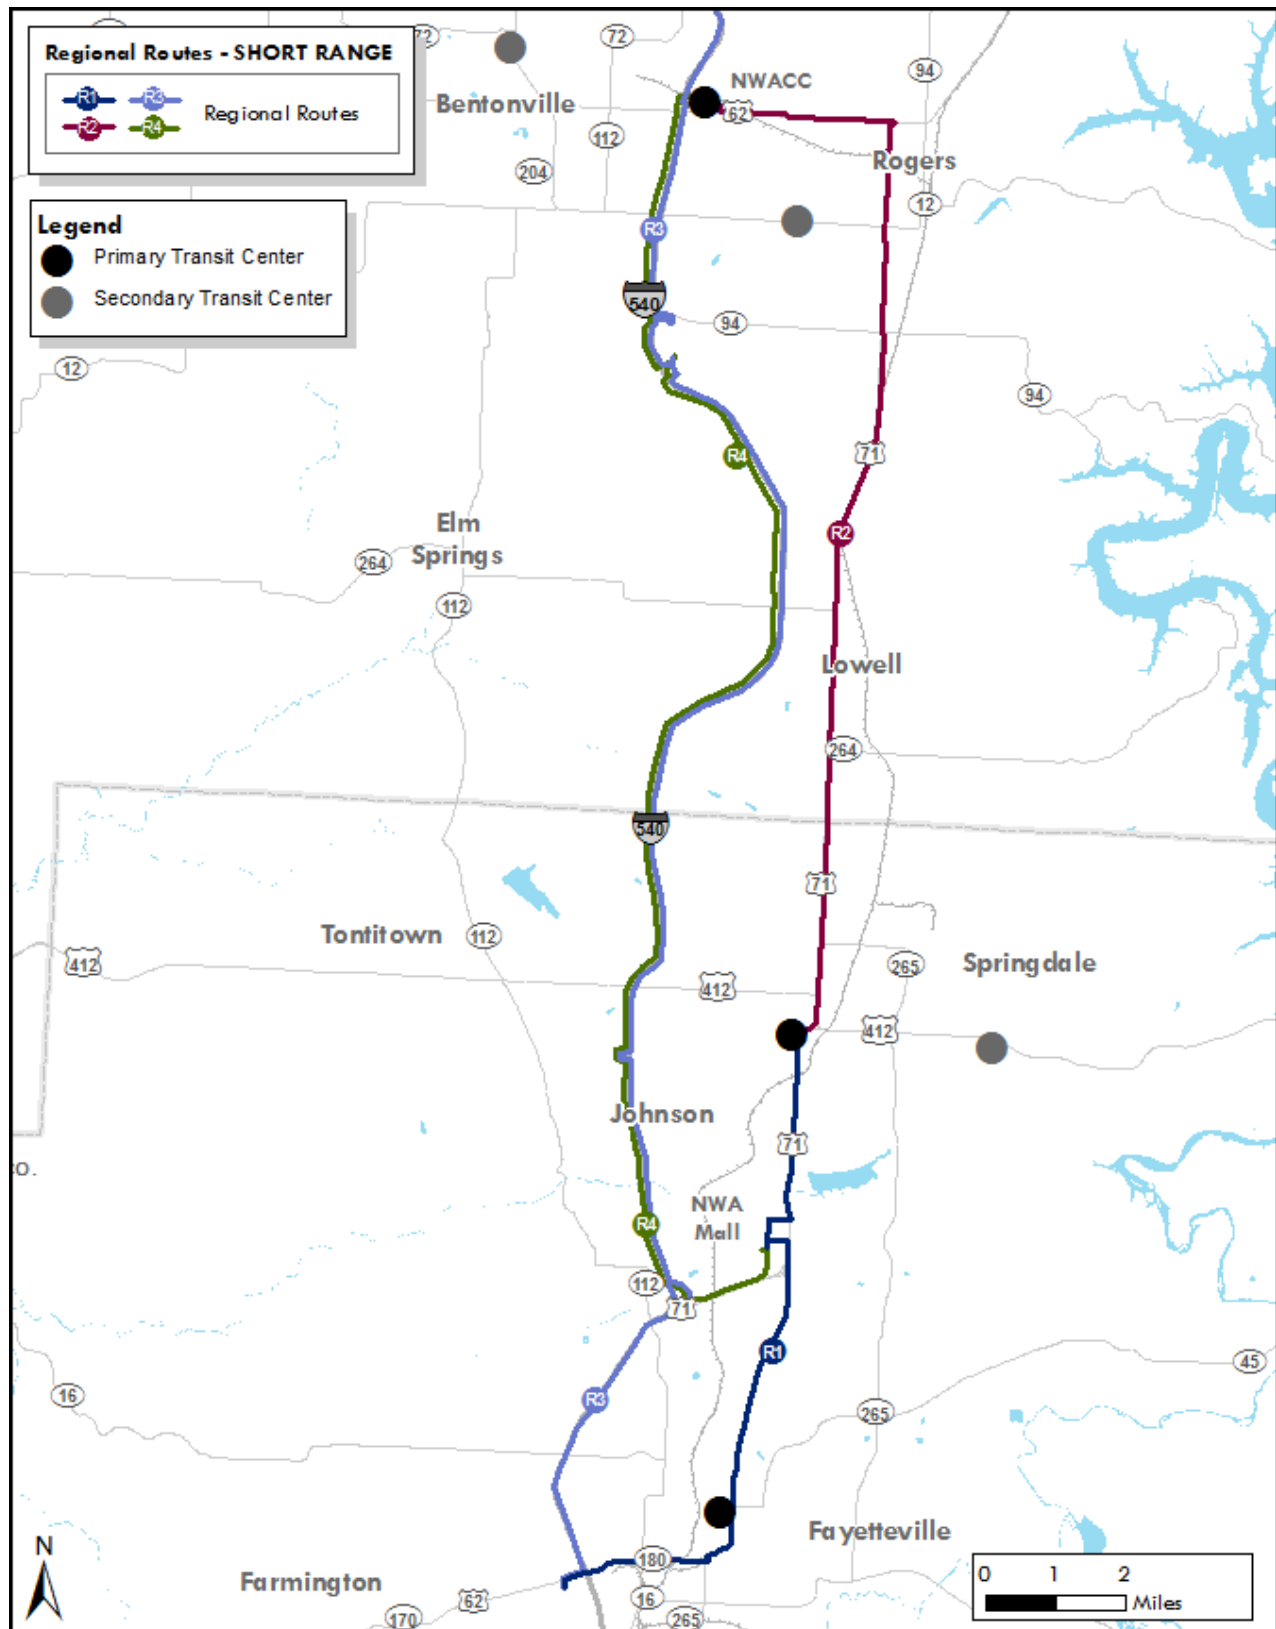 72
72
94
Regional Routes - SHORT RANGE
R1
R3
Regional Routes
R2
R4
NWACC
Bentonville
62
112
Rogers
204
12
Legend
Primary Transit Center
Secondary Transit Center
R3
540
94
12
94
R4
71
Elm
Springs
R2
264
112
Lowell
264
540
71
Tontitown
112
412
265
Springdale
412
412
Johnson
71
co.
NWA
Mall
R4
112
71
R1
45
16
R3
265
Fayetteville
N
180
0 1 2
Miles
Farmington
62
16
170
265